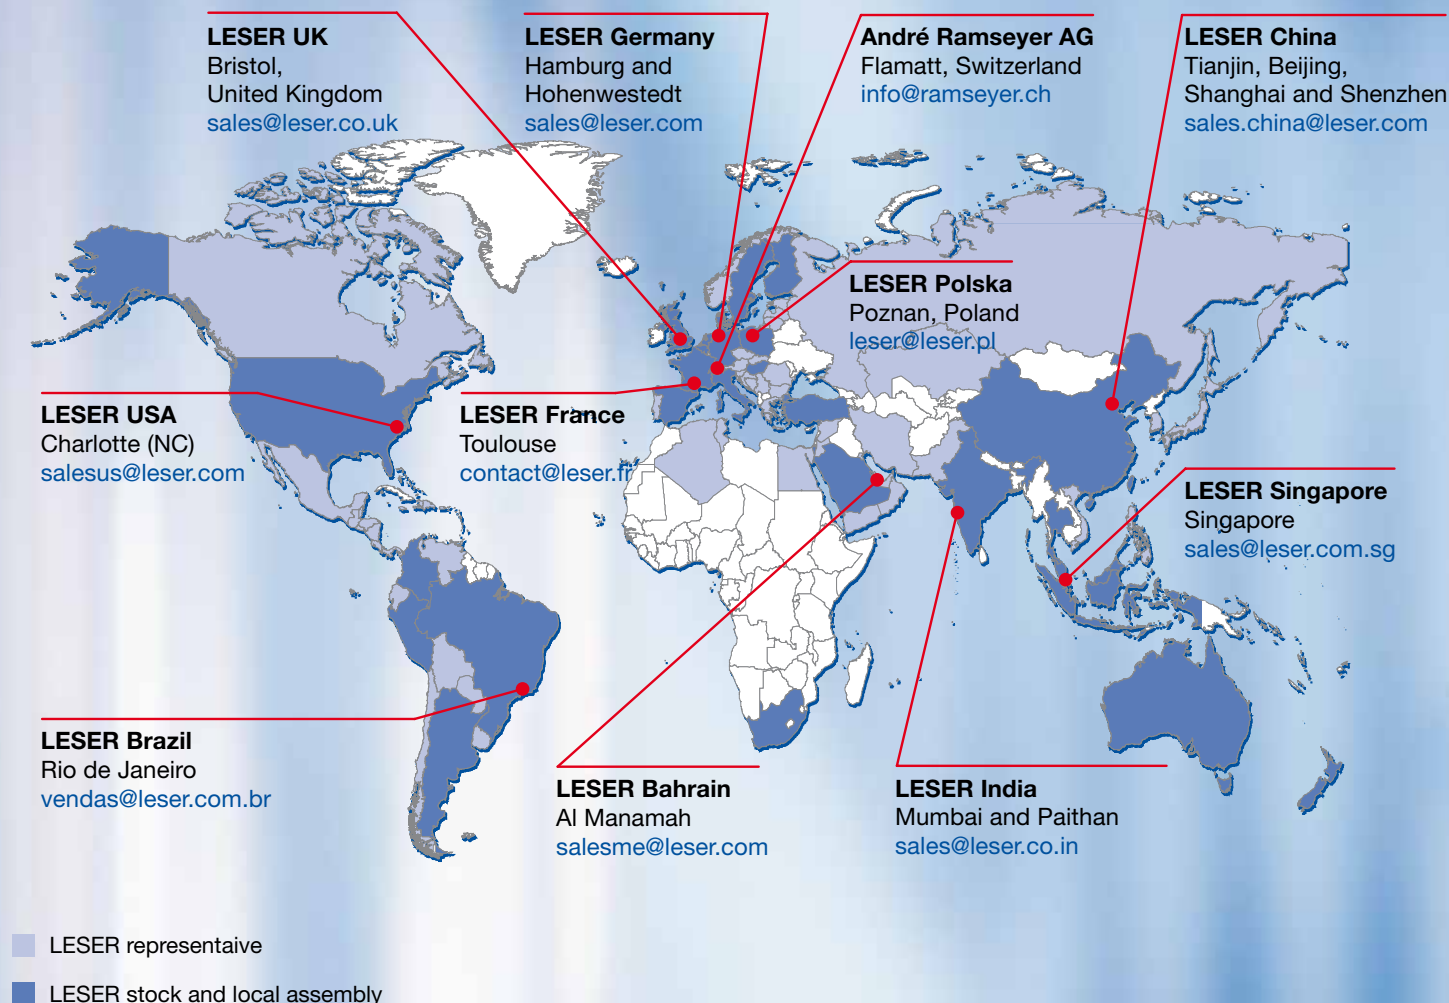 LESER UK
Bristol,
United Kingdom
sales@leser.co.uk
LESER Germany
Hamburg and
Hohenwestedt
sales@leser.com
André Ramseyer AG
Flamatt, Switzerland
info@ramseyer.ch
LESER China
Tianjin, Beijing,
Shanghai and Shenzhen
sales.china@leser.com
LESER Polska
Poznan, Poland
leser@leser.pl
LESER USA
Charlotte (NC)
salesus@leser.com
LESER France
Toulouse
contact@leser.fr
LESER Singapore
Singapore
sales@leser.com.sg
LESER Brazil
Rio de Janeiro
vendas@leser.com.br
LESER Bahrain
Al Manamah
salesme@leser.com
LESER India
Mumbai and Paithan
sales@leser.co.in
LESER representaive
LESER stock and local assembly